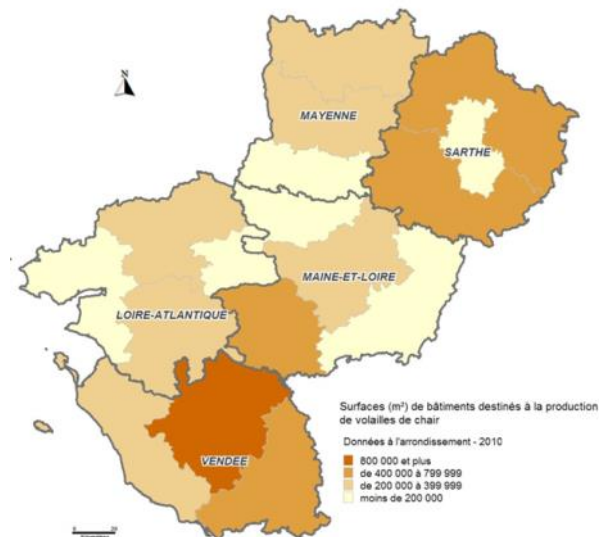 N
MAYENNE
SARTHE
MAINE-ET-LOIRE
LOIRE-ATLANTIQUE
VENDEE
Surfaces (m²) de bâtiments destinés à la production
de volailles de chair
Données à l'arrondissement - 2010
800 000 et plus
de 400 000 à 799 999
de 200 000 à 399 999
moins de 200 000
0